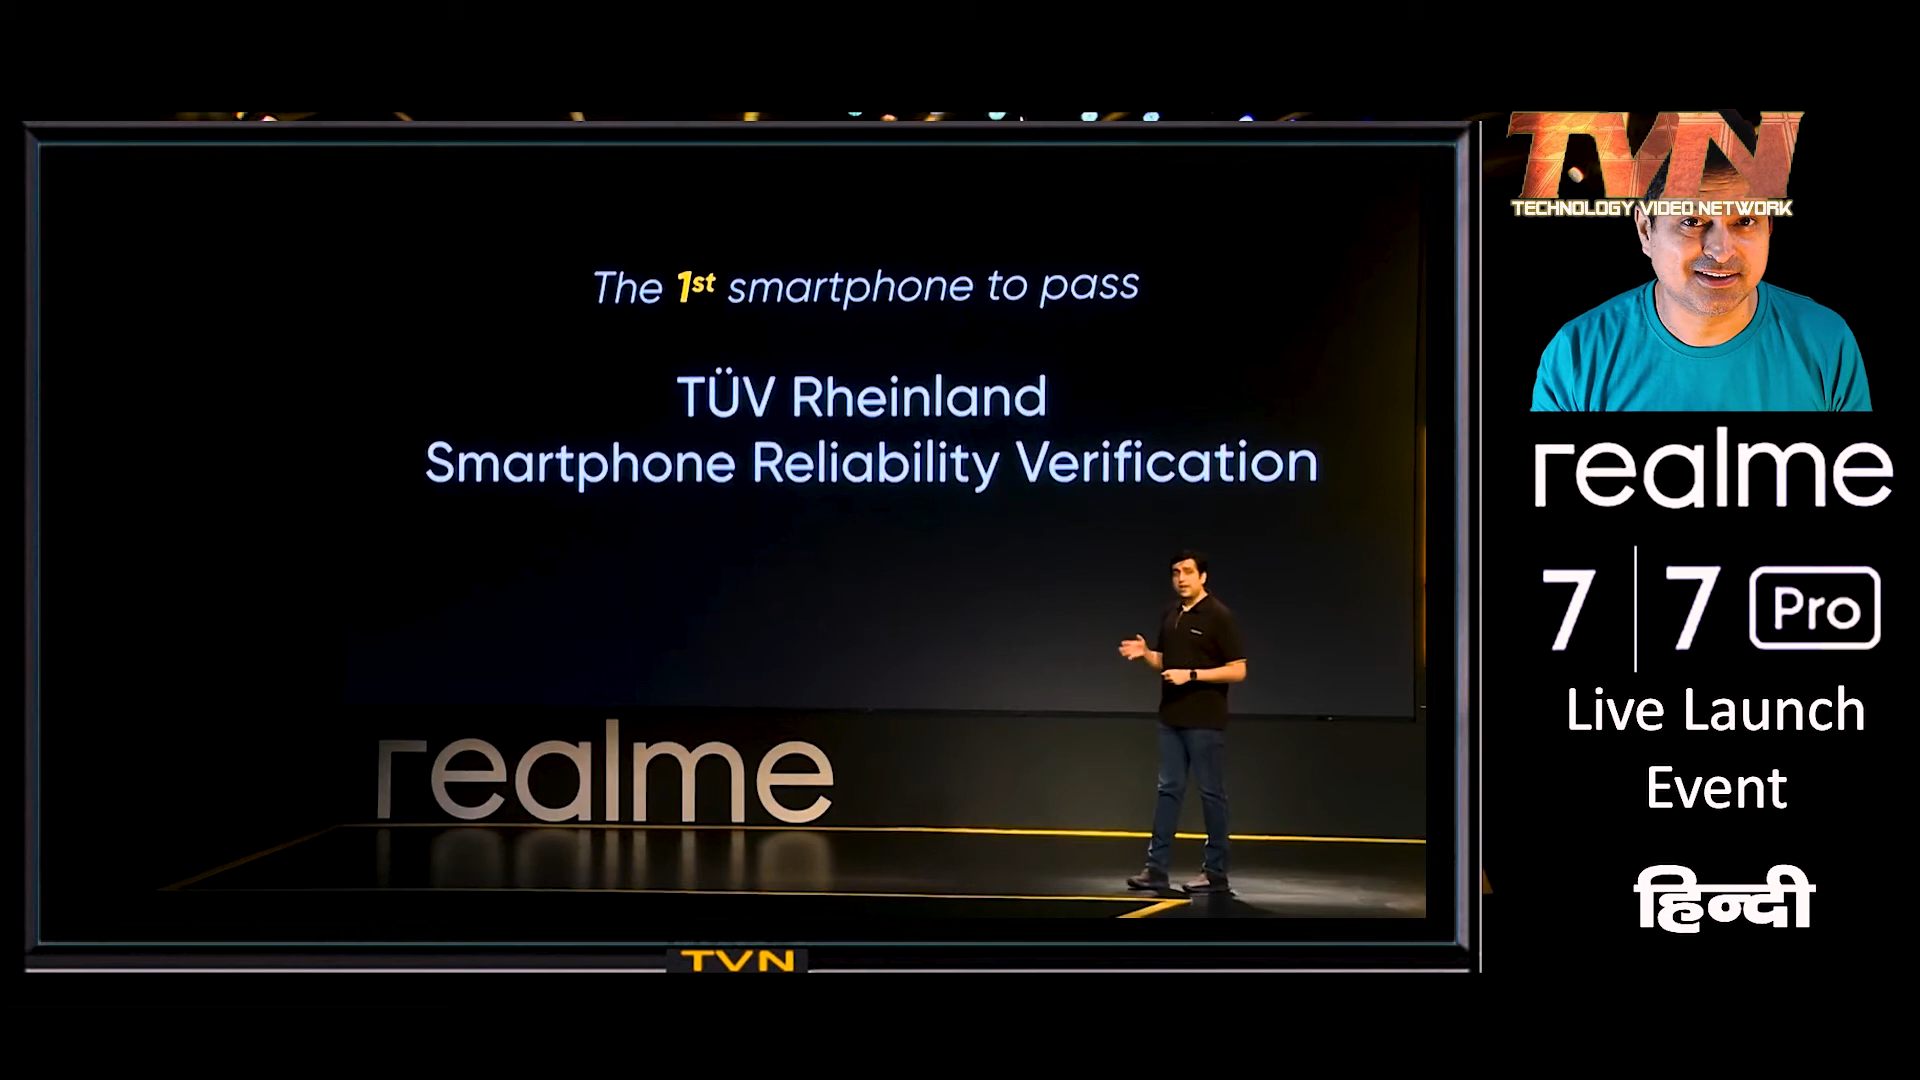 The 1st smartphone to pass
TÜV Rheinland
Smartphone Reliability Verification
realme
TVN
TVN
TECHNOLOGY VIDEO NETWORK
realme
7 | 7 Pro
Live Launch
Event
हिन्दी